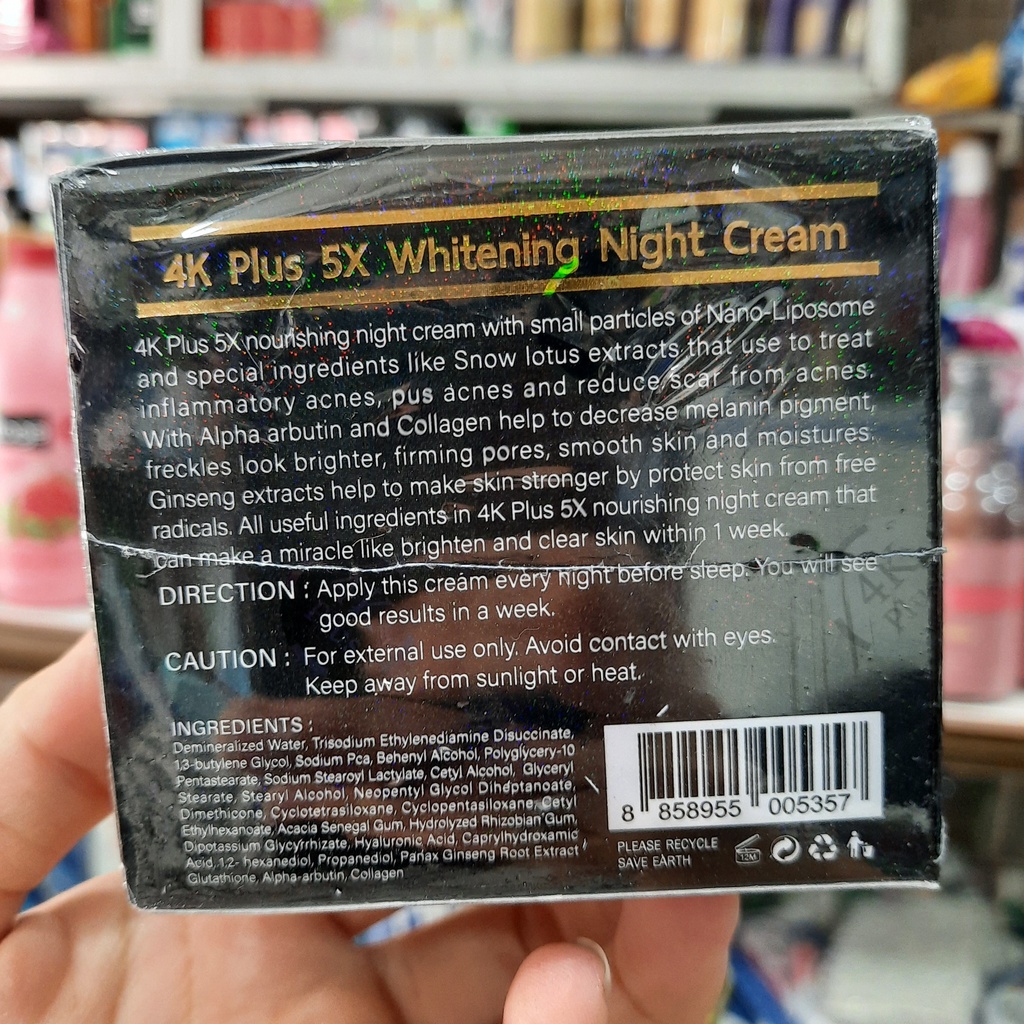 4K Plus 5X Whitening Night Cream
4K Plus 5X nourishing night cream with small particles of Nano-Liposome
and special ingredients like Snow lotus extracts that use to treat
inflammatory acnes, pus acnes and reduce scar from acnes.
With Alpha arbutin and Collagen help to decrease melanin pigment,
freckles look brighter, firming pores, smooth skin and moistures.
Ginseng extracts help to make skin stronger by protect skin from free
radicals. All useful ingredients in 4K Plus 5X nourishing night cream that
can make a miracle like brighten and clear skin within 1 week.
DIRECTION : Apply this cream every night before sleep. You will see
good results in a week.
CAUTION : For external use only. Avoid contact with eyes.
Keep away from sunlight or heat.
INGREDIENTS :
Demineralized Water, Trisodium Ethylenediamine Disuccinate,
1,3-butylene Glycol, Sodium Pca, Behenyl Alcohol, Polyglycery-10
Pentastearate, Sodium Stearoyl Lactylate, Cetyl Alcohol, Glyceryl
Stearate, Stearyl Alcohol, Neopentyl Glycol Diheptanoate,
Dimethicone, Cyclotetrasiloxane, Cyclopentasiloxane, Cetyl
Ethylhexanoate, Acacia Senegal Gum, Hydrolyzed Rhizobian Gum,
Dipotassium Glycyrrhizate, Hyaluronic Acid, Caprylhydroxamic
Acid, 1,2- hexanediol, Propanediol, Panax Ginseng Root Extract
Glutathione, Alpha-arbutin, Collagen
8 858955 005357
PLEASE RECYCLE
SAVE EARTH
12M
4K
Plus